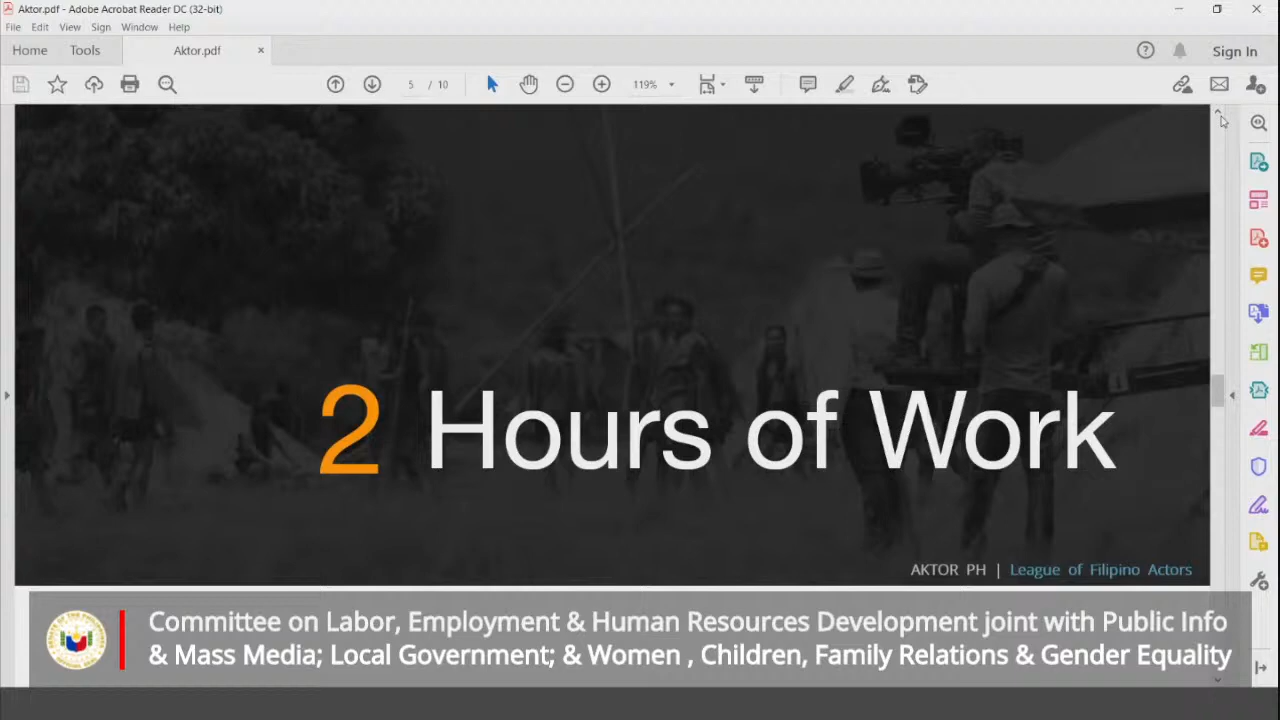 Aktor.pdf - Adobe Acrobat Reader DC (32-bit)
File Edit View Sign Window Help
Home Tools Aktor.pdf × Sign In
5 / 10 119%
2 Hours of Work
AKTOR PH | League of Filipino Actors
Committee on Labor, Employment & Human Resources Development joint with Public Info
& Mass Media; Local Government; & Women , Children, Family Relations & Gender Equality